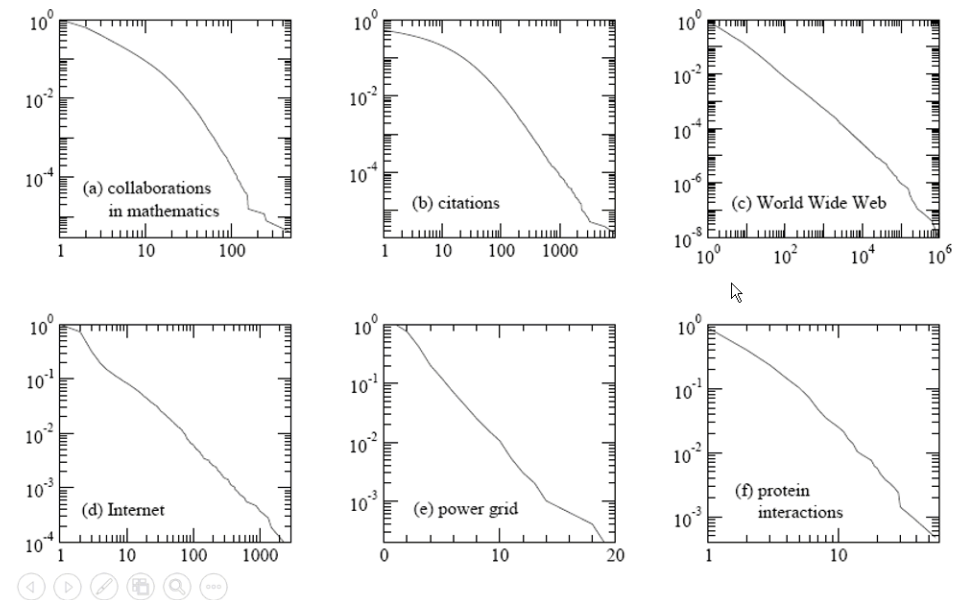 10^0
10^-2
10^-4
(a) collaborations
in mathematics
1 10 100
10^0
10^-2
10^-4
(b) citations
1 10 100 1000
10^0
10^-2
10^-4
10^-6
10^-8
(c) World Wide Web
10^0 10^2 10^4 10^6
10^0
10^-1
10^-2
10^-3
10^-4
(d) Internet
1 10 100 1000
10^0
10^-1
10^-2
10^-3
(e) power grid
0 10 20
10^0
10^-1
10^-2
10^-3
(f) protein
interactions
1 10